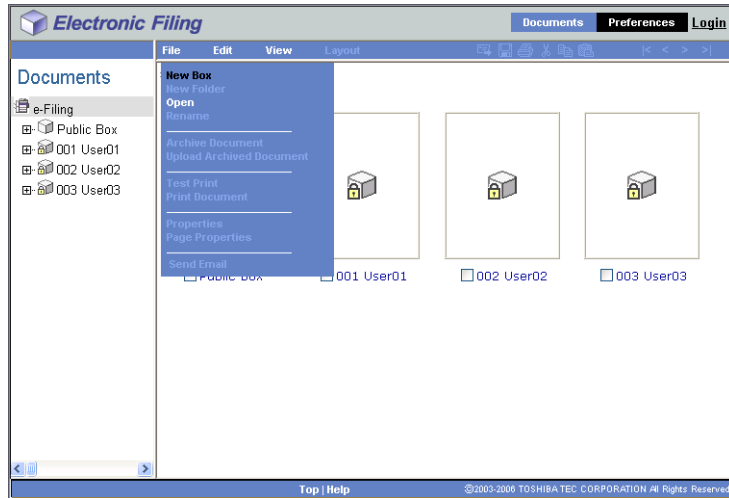 Electronic Filing
Documents Preferences Login
File Edit View Layout
|< < > >|
Documents
e-Filing
Public Box
001 User01
002 User02
003 User03
New Box
New Folder
Open
Rename
Archive Document
Upload Archived Document
Test Print
Print Document
Properties
Page Properties
Send Email
Public Box 001 User01 002 User02 003 User03
Top | Help ©2003-2006 TOSHIBA TEC CORPORATION All Rights Reserved